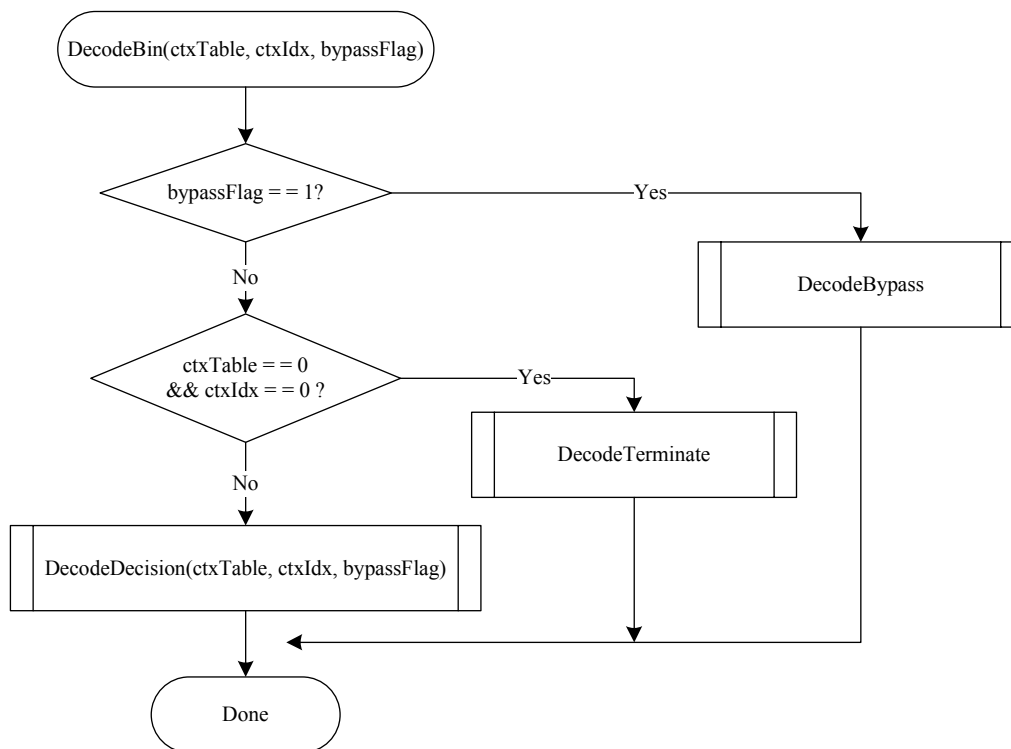 DecodeBin(ctxTable, ctxIdx, bypassFlag)
bypassFlag = = 1?
Yes
DecodeBypass
No
ctxTable = = 0
&& ctxIdx = = 0 ?
Yes
DecodeTerminate
No
DecodeDecision(ctxTable, ctxIdx, bypassFlag)
Done